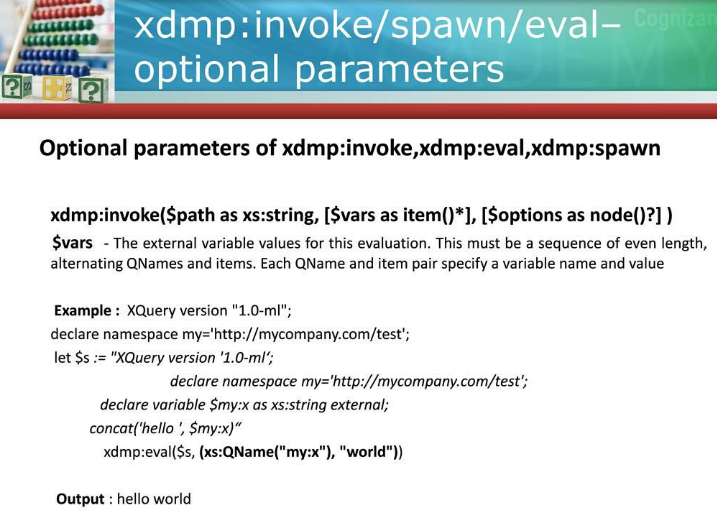 xdmp:invoke/spawn/eval–
optional parameters
Cognizan
Optional parameters of xdmp:invoke,xdmp:eval,xdmp:spawn
xdmp:invoke($path as xs:string, [$vars as item()*], [$options as node()?] )
$vars - The external variable values for this evaluation. This must be a sequence of even length,
alternating QNames and items. Each QName and item pair specify a variable name and value
Example : XQuery version "1.0-ml";
declare namespace my='http://mycompany.com/test';
let $s := "XQuery version '1.0-ml‘;
declare namespace my='http://mycompany.com/test';
declare variable $my:x as xs:string external;
concat('hello ', $my:x)“
xdmp:eval($s, (xs:QName("my:x"), "world"))
Output : hello world